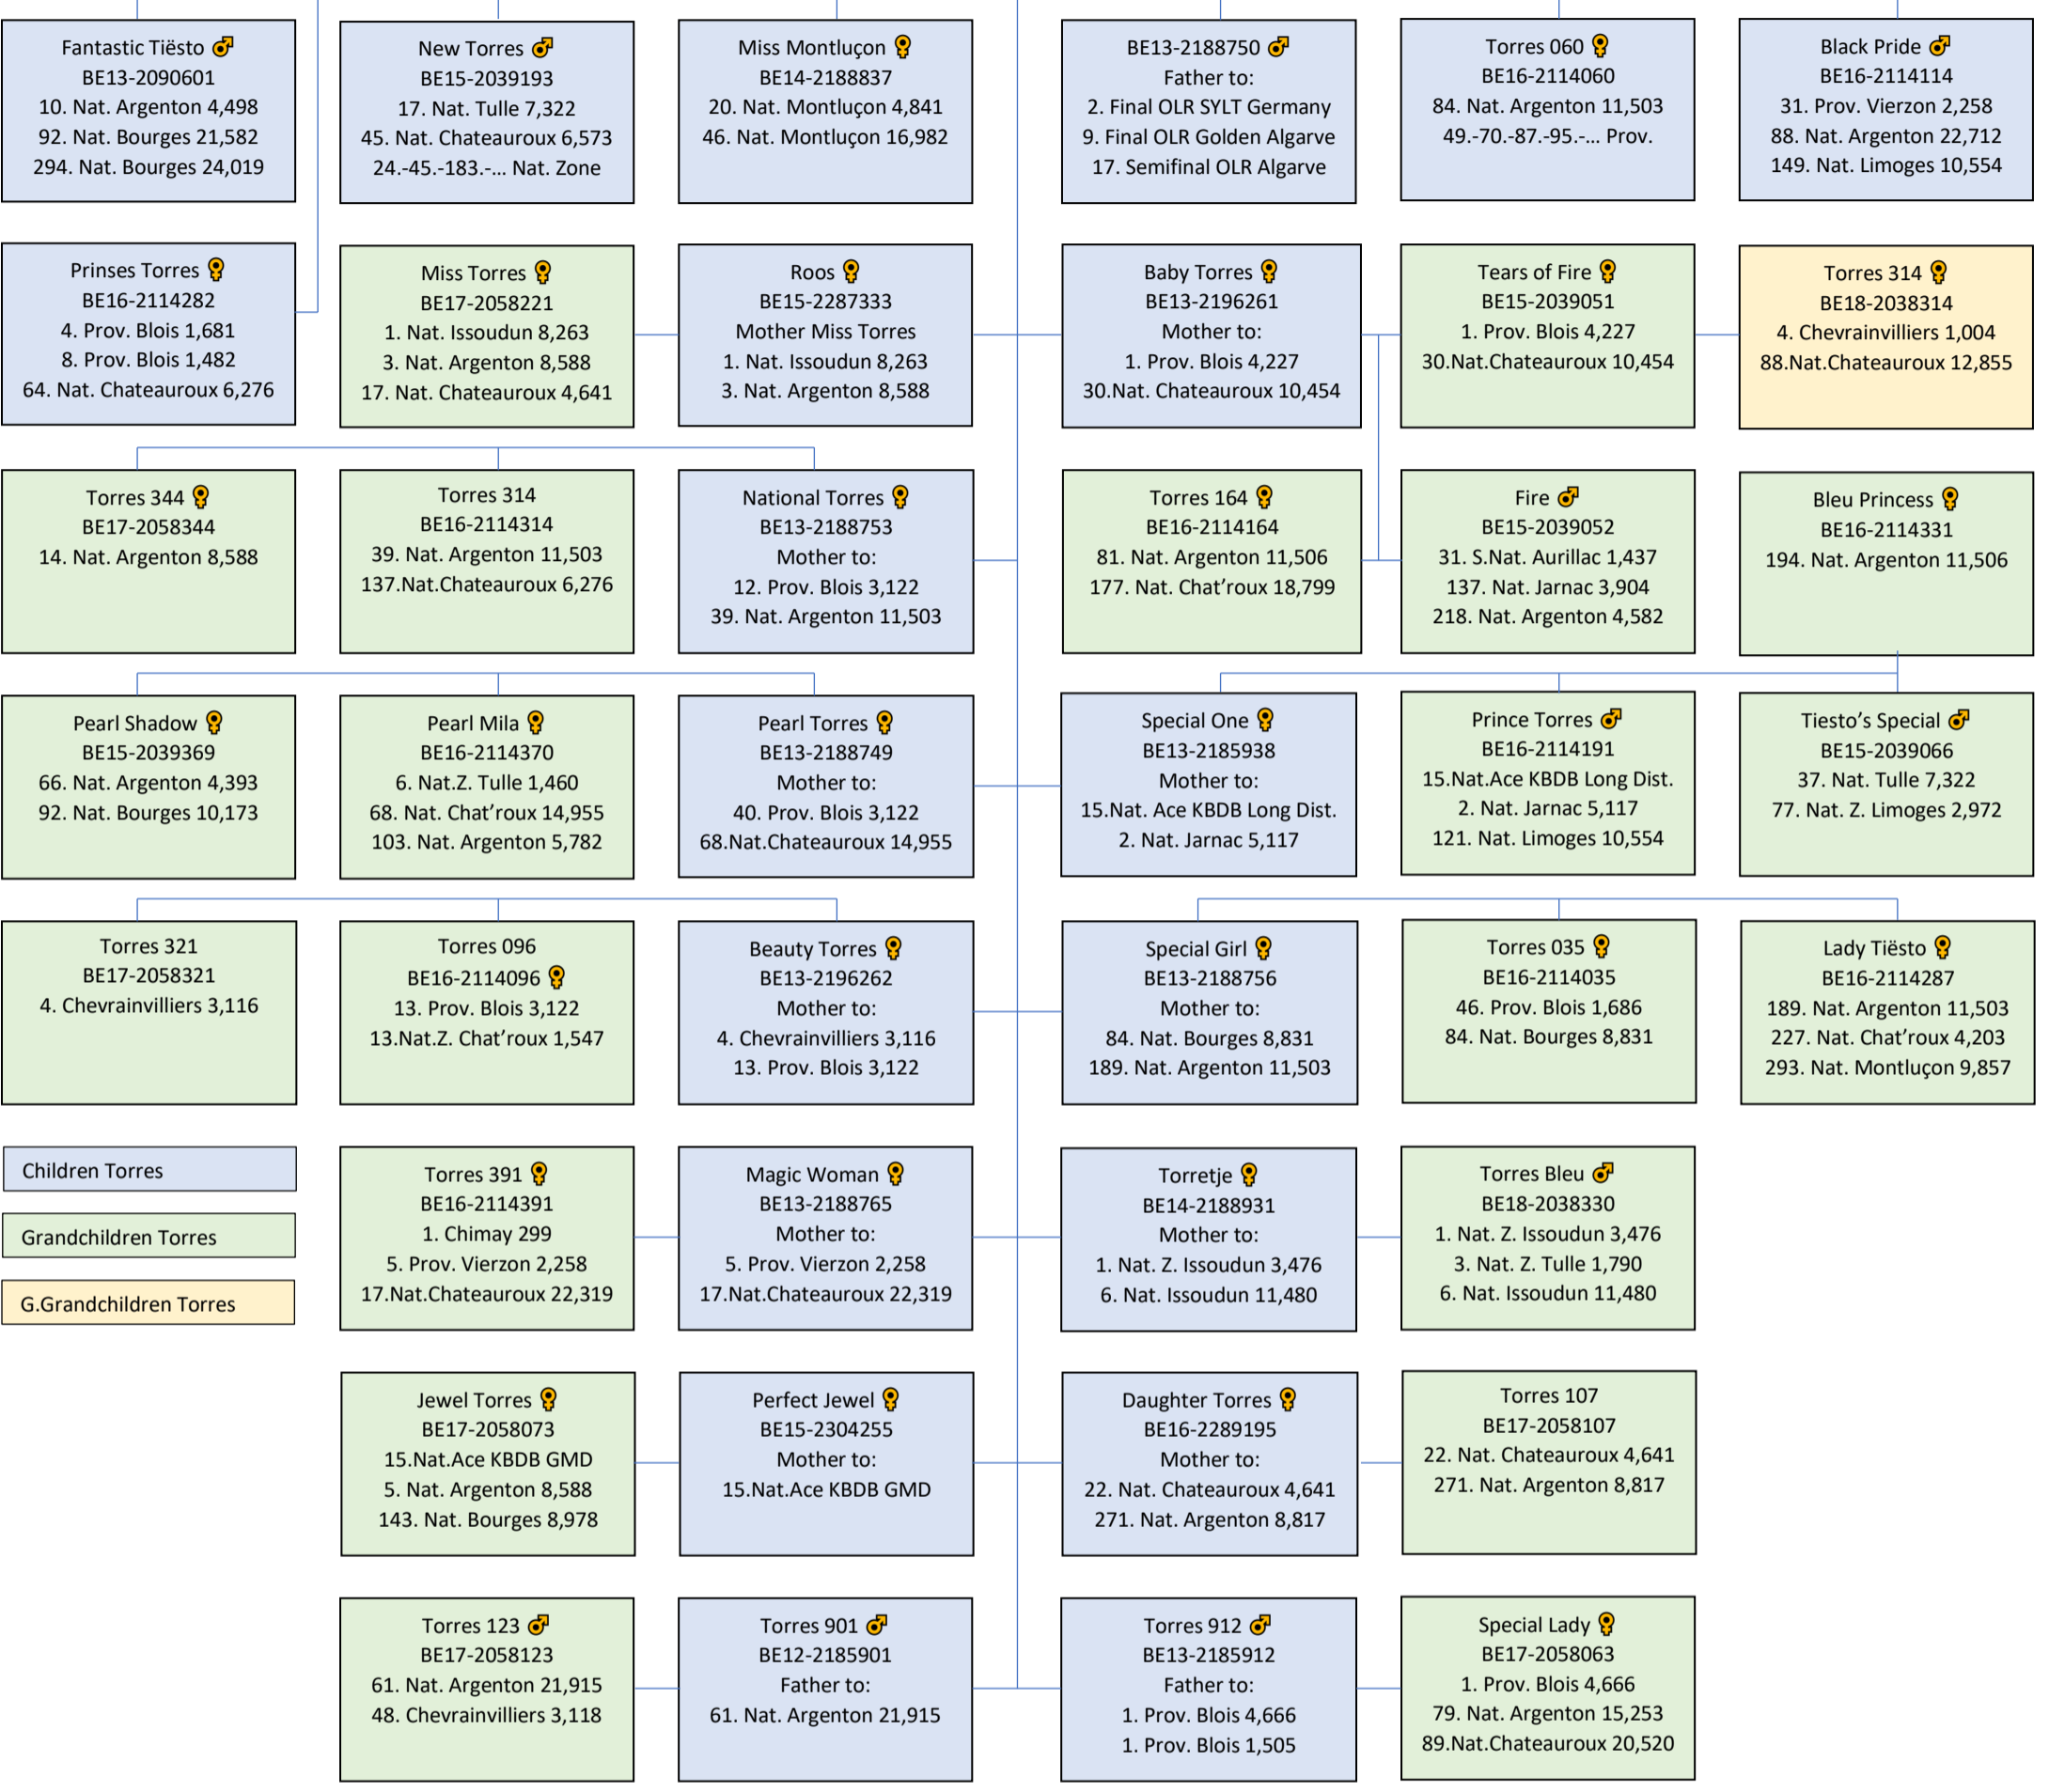 Fantastic Tiësto
BE13-2090601
10. Nat. Argenton 4,498
92. Nat. Bourges 21,582
294. Nat. Bourges 24,019
New Torres
BE15-2039193
17. Nat. Tulle 7,322
45. Nat. Chateauroux 6,573
24.-45.-183.-... Nat. Zone
Miss Montluçon
BE14-2188837
20. Nat. Montluçon 4,841
46. Nat. Montluçon 16,982
BE13-2188750
Father to:
2. Final OLR SYLT Germany
9. Final OLR Golden Algarve
17. Semifinal OLR Algarve
Torres 060
BE16-2114060
84. Nat. Argenton 11,503
49.-70.-87.-95.-... Prov.
Black Pride
BE16-2114114
31. Prov. Vierzon 2,258
88. Nat. Argenton 22,712
149. Nat. Limoges 10,554
Prinses Torres
BE16-2114282
4. Prov. Blois 1,681
8. Prov. Blois 1,482
64. Nat. Chateauroux 6,276
Miss Torres
BE17-2058221
1. Nat. Issoudun 8,263
3. Nat. Argenton 8,588
17. Nat. Chateauroux 4,641
Roos
BE15-2287333
Mother Miss Torres
1. Nat. Issoudun 8,263
3. Nat. Argenton 8,588
Baby Torres
BE13-2196261
Mother to:
1. Prov. Blois 4,227
30.Nat. Chateauroux 10,454
Tears of Fire
BE15-2039051
1. Prov. Blois 4,227
30.Nat.Chateauroux 10,454
Torres 314
BE18-2038314
4. Chevrainvilliers 1,004
88.Nat.Chateauroux 12,855
Torres 344
BE17-2058344
14. Nat. Argenton 8,588
Torres 314
BE16-2114314
39. Nat. Argenton 11,503
137.Nat.Chateauroux 6,276
National Torres
BE13-2188753
Mother to:
12. Prov. Blois 3,122
39. Nat. Argenton 11,503
Torres 164
BE16-2114164
81. Nat. Argenton 11,506
177. Nat. Chat’roux 18,799
Fire
BE15-2039052
31. S.Nat. Aurillac 1,437
137. Nat. Jarnac 3,904
218. Nat. Argenton 4,582
Bleu Princess
BE16-2114331
194. Nat. Argenton 11,506
Pearl Shadow
BE15-2039369
66. Nat. Argenton 4,393
92. Nat. Bourges 10,173
Pearl Mila
BE16-2114370
6. Nat.Z. Tulle 1,460
68. Nat. Chat’roux 14,955
103. Nat. Argenton 5,782
Pearl Torres
BE13-2188749
Mother to:
40. Prov. Blois 3,122
68.Nat.Chateauroux 14,955
Special One
BE13-2185938
Mother to:
15.Nat. Ace KBDB Long Dist.
2. Nat. Jarnac 5,117
Prince Torres
BE16-2114191
15.Nat.Ace KBDB Long Dist.
2. Nat. Jarnac 5,117
121. Nat. Limoges 10,554
Tiesto’s Special
BE15-2039066
37. Nat. Tulle 7,322
77. Nat. Z. Limoges 2,972
Torres 321
BE17-2058321
4. Chevrainvilliers 3,116
Torres 096
BE16-2114096
13. Prov. Blois 3,122
13.Nat.Z. Chat’roux 1,547
Beauty Torres
BE13-2196262
Mother to:
4. Chevrainvilliers 3,116
13. Prov. Blois 3,122
Special Girl
BE13-2188756
Mother to:
84. Nat. Bourges 8,831
189. Nat. Argenton 11,503
Torres 035
BE16-2114035
46. Prov. Blois 1,686
84. Nat. Bourges 8,831
Lady Tiësto
BE16-2114287
189. Nat. Argenton 11,503
227. Nat. Chat’roux 4,203
293. Nat. Montluçon 9,857
Children Torres
Grandchildren Torres
G.Grandchildren Torres
Torres 391
BE16-2114391
1. Chimay 299
5. Prov. Vierzon 2,258
17.Nat.Chateauroux 22,319
Magic Woman
BE13-2188765
Mother to:
5. Prov. Vierzon 2,258
17.Nat.Chateauroux 22,319
Torretje
BE14-2188931
Mother to:
1. Nat. Z. Issoudun 3,476
6. Nat. Issoudun 11,480
Torres Bleu
BE18-2038330
1. Nat. Z. Issoudun 3,476
3. Nat. Z. Tulle 1,790
6. Nat. Issoudun 11,480
Jewel Torres
BE17-2058073
15.Nat.Ace KBDB GMD
5. Nat. Argenton 8,588
143. Nat. Bourges 8,978
Perfect Jewel
BE15-2304255
Mother to:
15.Nat.Ace KBDB GMD
Daughter Torres
BE16-2289195
Mother to:
22. Nat. Chateauroux 4,641
271. Nat. Argenton 8,817
Torres 107
BE17-2058107
22. Nat. Chateauroux 4,641
271. Nat. Argenton 8,817
Torres 123
BE17-2058123
61. Nat. Argenton 21,915
48. Chevrainvilliers 3,118
Torres 901
BE12-2185901
Father to:
61. Nat. Argenton 21,915
Torres 912
BE13-2185912
Father to:
1. Prov. Blois 4,666
1. Prov. Blois 1,505
Special Lady
BE17-2058063
1. Prov. Blois 4,666
79. Nat. Argenton 15,253
89.Nat.Chateauroux 20,520